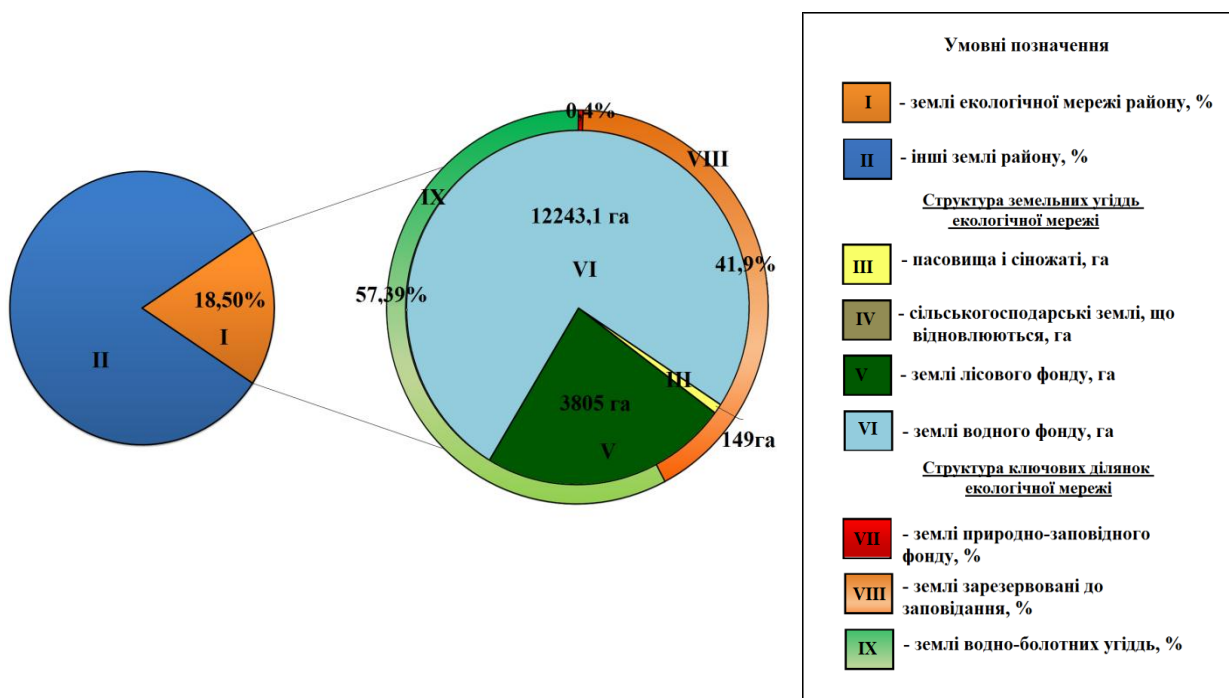 0,4%
VIII
IX
12243,1 га
VI
41,9%
57,39%
18,50%
I
II
III
3805 га
V
149га
Умовні позначення
I - землі екологічної мережі району, %
II - інші землі району, %
Структура земельних угідь
екологічної мережі
III - пасовища і сіножаті, га
IV - сільськогосподарські землі, що
відновлюються, га
V - землі лісового фонду, га
VI - землі водного фонду, га
Структура ключових ділянок
екологічної мережі
VII - землі природно-заповідного
фонду, %
VIII - землі зарезервовані до
заповідання, %
IX - землі водно-болотних угіддь, %